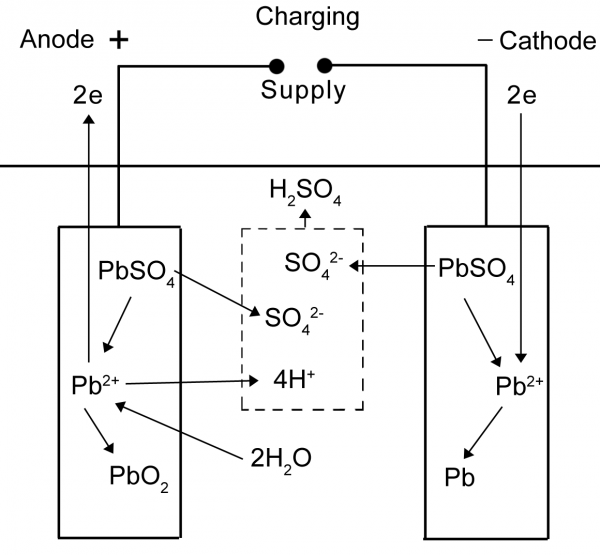 Charging
Anode +
− Cathode
Supply
2e
2e
H₂SO₄
PbSO₄
SO₄²⁻
PbSO₄
SO₄²⁻
Pb²⁺
4H⁺
Pb²⁺
2H₂O
PbO₂
Pb